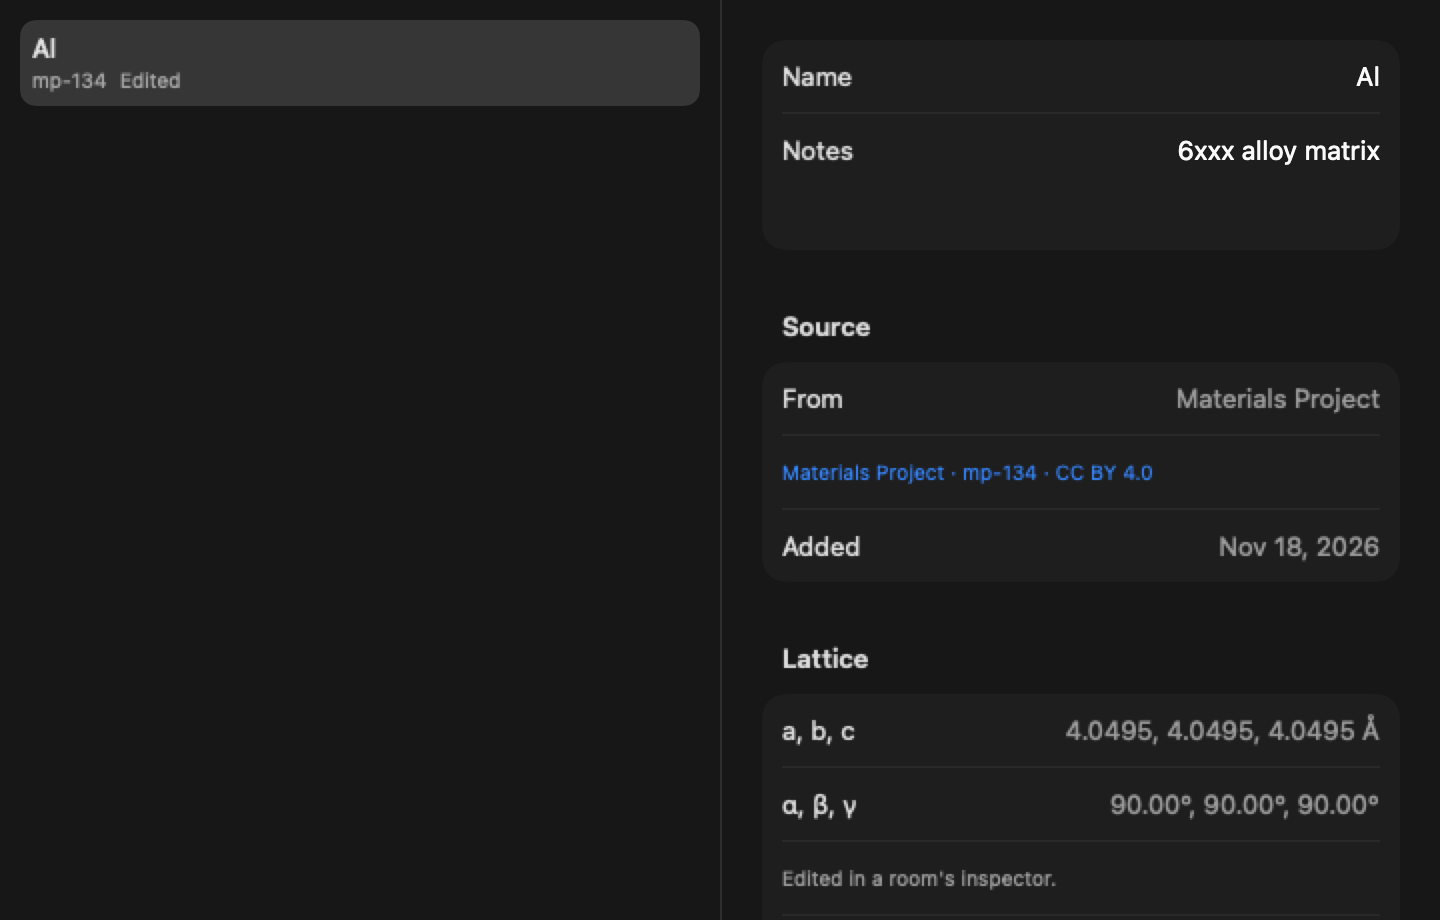 Al
mp-134 Edited
Name Al
Notes 6xxx alloy matrix
Source
From Materials Project
Materials Project · mp-134 · CC BY 4.0
Added Nov 18, 2026
Lattice
a, b, c 4.0495, 4.0495, 4.0495 Å
α, β, γ 90.00°, 90.00°, 90.00°
Edited in a room's inspector.